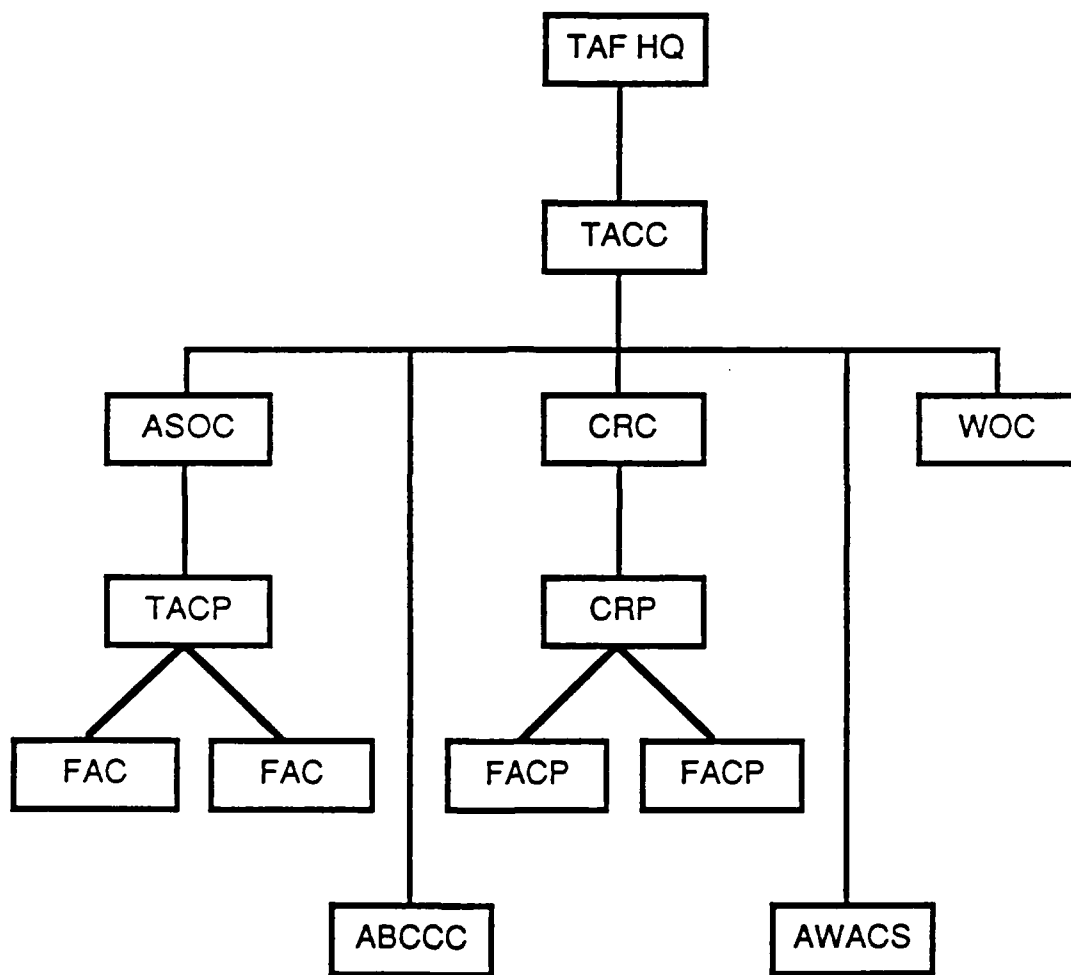 TAF HQ
TACC
ASOC
CRC
WOC
TACP
CRP
FAC
FAC
FACP
FACP
ABCCC
AWACS